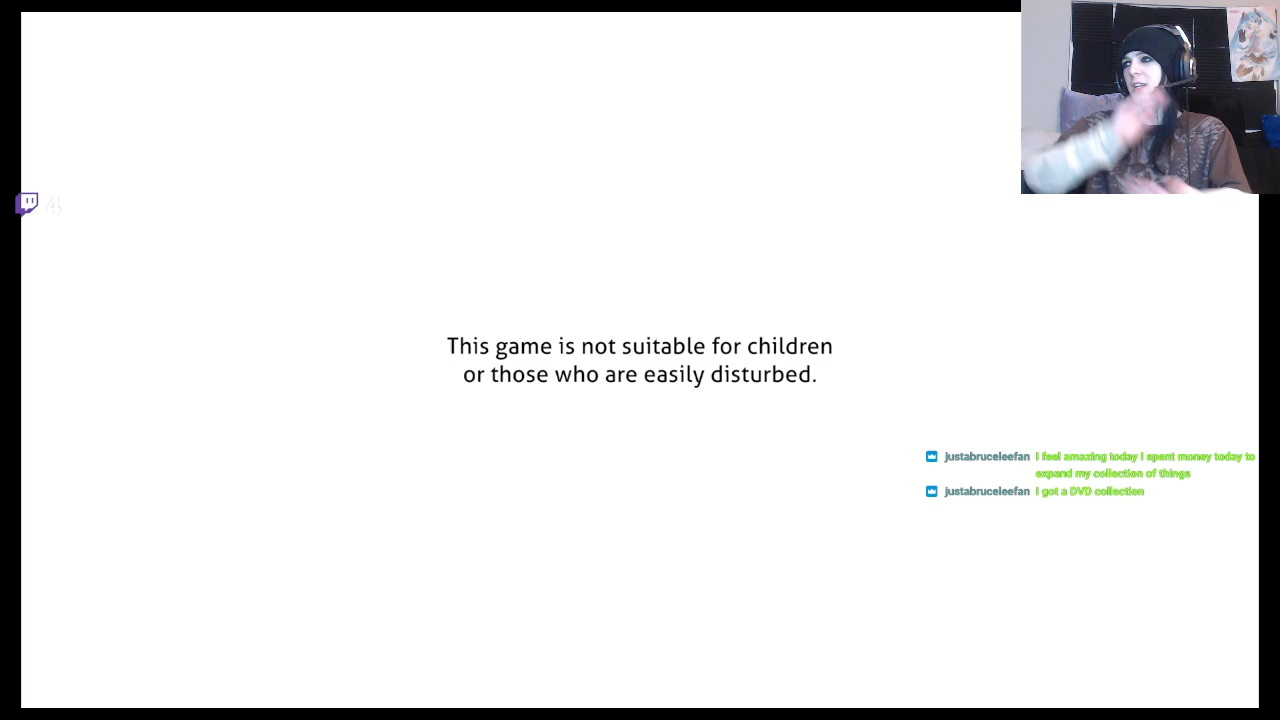 4
This game is not suitable for children
or those who are easily disturbed.
justabruceleefan I feel amazing today I spent money today to
expand my collection of things
justabruceleefan I got a DVD collection